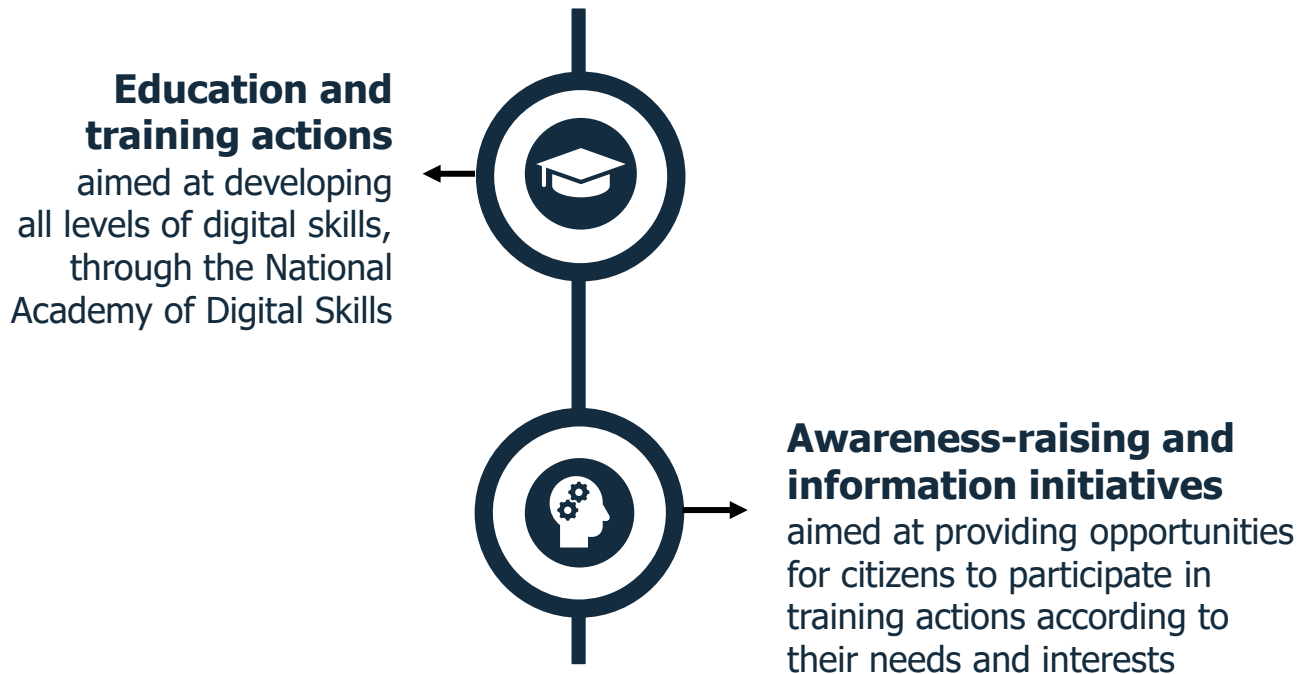 Education and
training actions
aimed at developing
all levels of digital skills,
through the National
Academy of Digital Skills
Awareness-raising and
information initiatives
aimed at providing opportunities
for citizens to participate in
training actions according to
their needs and interests